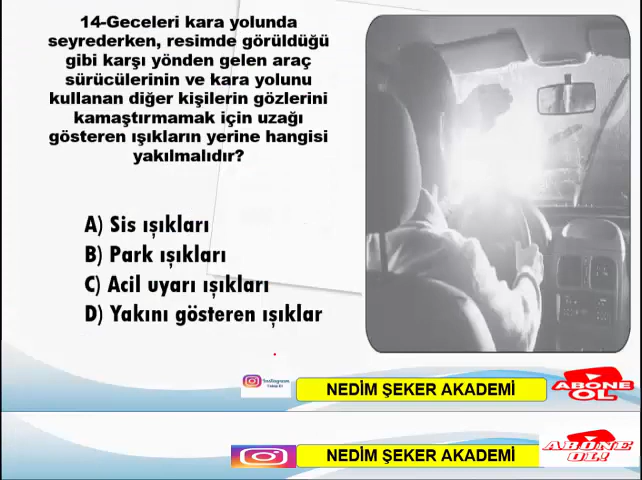 14-Geceleri kara yolunda
seyrederken, resimde görüldüğü
gibi karşı yönden gelen araç
sürücülerinin ve kara yolunu
kullanan diğer kişilerin gözlerini
kamaştırmamak için uzağı
gösteren ışıkların yerine hangisi
yakılmalıdır?
A) Sis ışıkları
B) Park ışıkları
C) Acil uyarı ışıkları
D) Yakını gösteren ışıklar
Instagram
NEDİM ŞEKER AKADEMİ
ABONE
OL
NEDİM ŞEKER AKADEMİ
ABONE
OL!